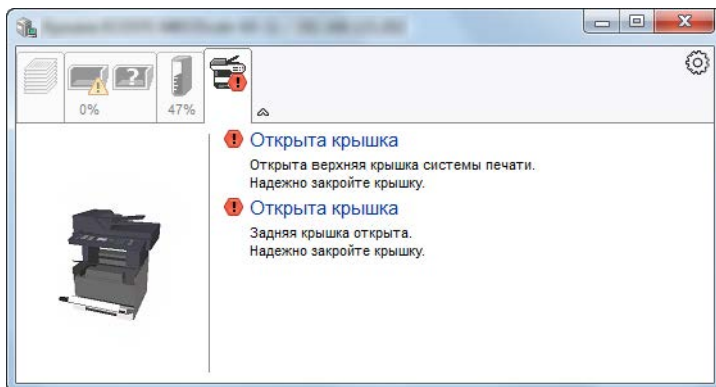 0%
47%
Открыта крышка
Открыта верхняя крышка системы печати.
Надежно закройте крышку.
Открыта крышка
Задняя крышка открыта.
Надежно закройте крышку.